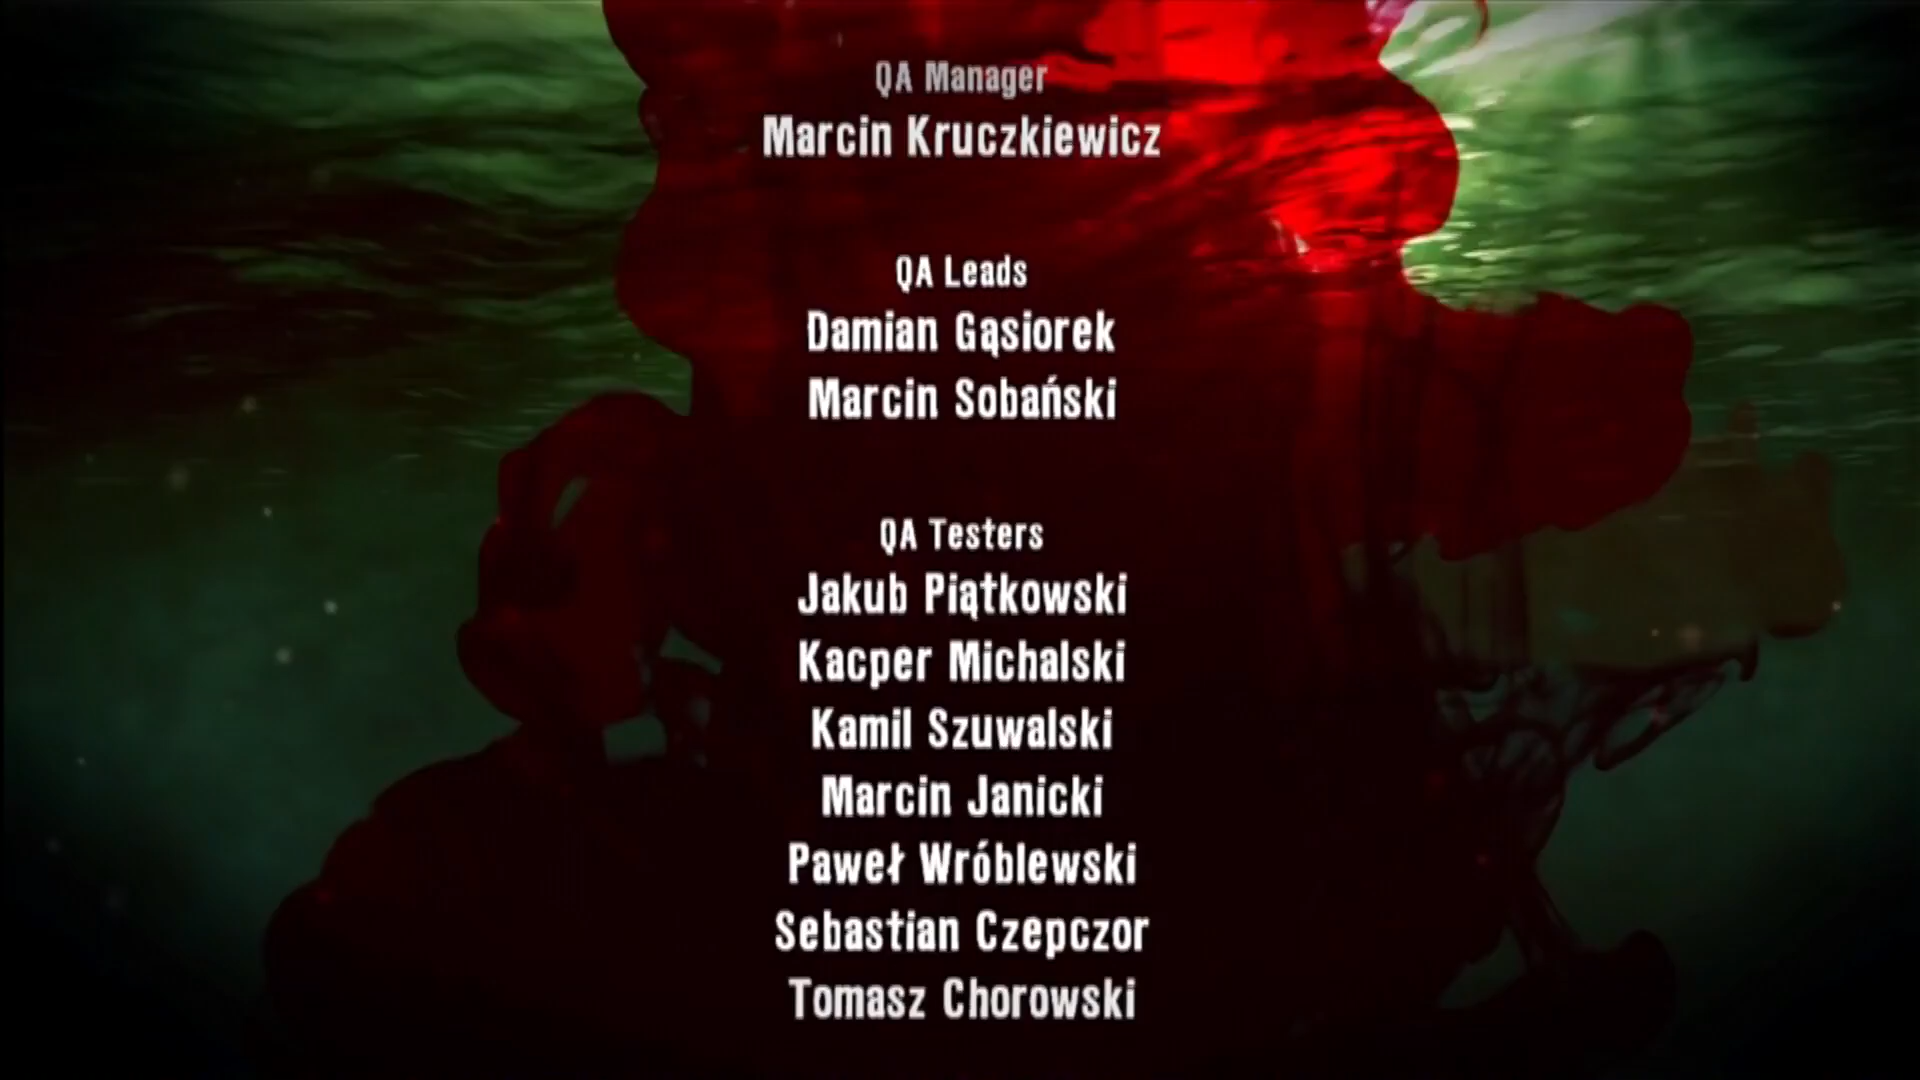 QA Manager
Marcin Kruczkiewicz
QA Leads
Damian Gąsiorek
Marcin Sobański
QA Testers
Jakub Piątkowski
Kacper Michalski
Kamil Szuwalski
Marcin Janicki
Paweł Wróblewski
Sebastian Czepczor
Tomasz Chorowski